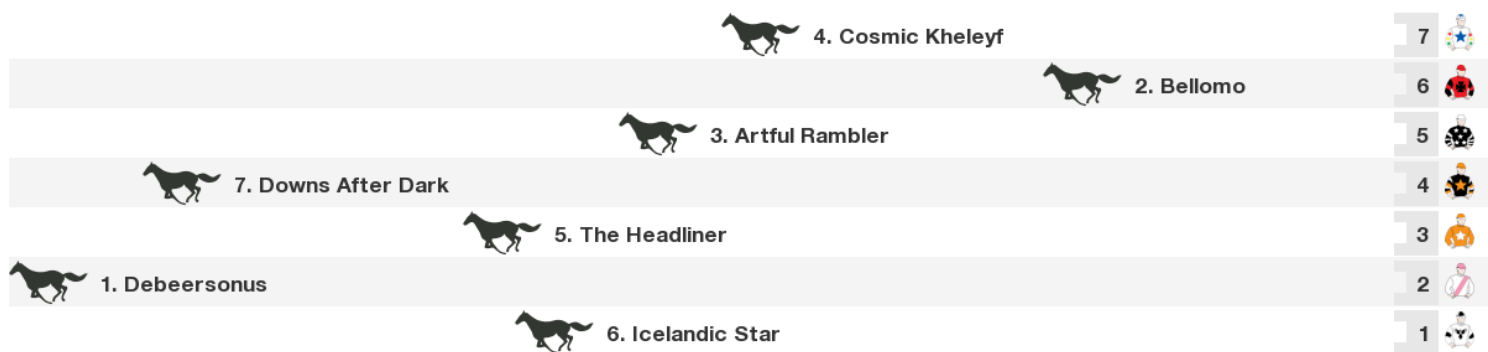 4. Cosmic Kheleyf 7
2. Bellomo 6
3. Artful Rambler 5
7. Downs After Dark 4
5. The Headliner 3
1. Debeersonus 2
6. Icelandic Star 1